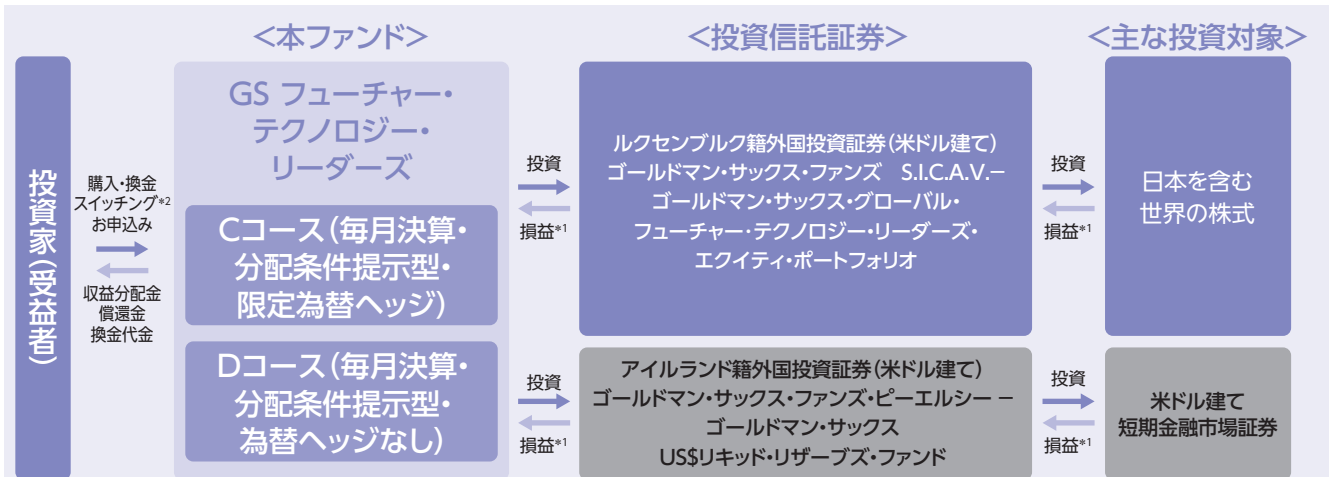 ＜本ファンド＞
＜投資信託証券＞
＜主な投資対象＞
投資家（受益者）
購入・換金
スイッチング*2
お申込み
収益分配金
償還金
換金代金
GS フューチャー・
テクノロジー・
リーダーズ
Cコース（毎月決算・
分配条件提示型・
限定為替ヘッジ）
Dコース（毎月決算・
分配条件提示型・
為替ヘッジなし）
投資
損益*1
ルクセンブルク籍外国投資証券（米ドル建て）
ゴールドマン・サックス・ファンズ　S.I.C.A.V.－
ゴールドマン・サックス・グローバル・
フューチャー・テクノロジー・リーダーズ・
エクイティ・ポートフォリオ
投資
損益*1
日本を含む
世界の株式
投資
損益*1
アイルランド籍外国投資証券（米ドル建て）
ゴールドマン・サックス・ファンズ・ピーエルシー －
ゴールドマン・サックス
US$リキッド・リザーブズ・ファンド
投資
損益*1
米ドル建て
短期金融市場証券